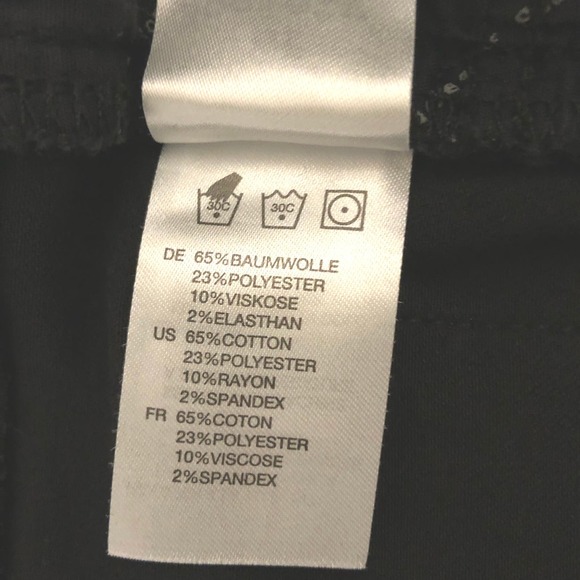 30C 30C
DE 65%BAUMWOLLE
23%POLYESTER
10%VISKOSE
2%ELASTHAN
US 65%COTTON
23%POLYESTER
10%RAYON
2%SPANDEX
FR 65%COTON
23%POLYESTER
10%VISCOSE
2%SPANDEX